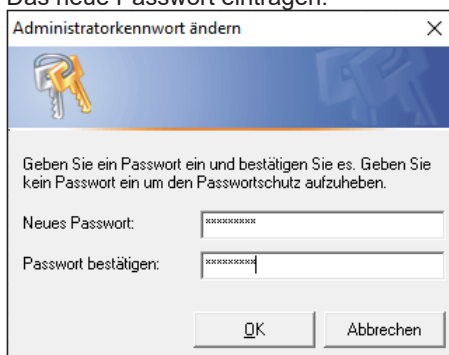 Das neue Passwort eintragen:
Administratorkennwort ändern
Geben Sie ein Passwort ein und bestätigen Sie es. Geben Sie
kein Passwort ein um den Passwortschutz aufzuheben.
Neues Passwort: ×××××××××
Passwort bestätigen: ×××××××××
OK Abbrechen